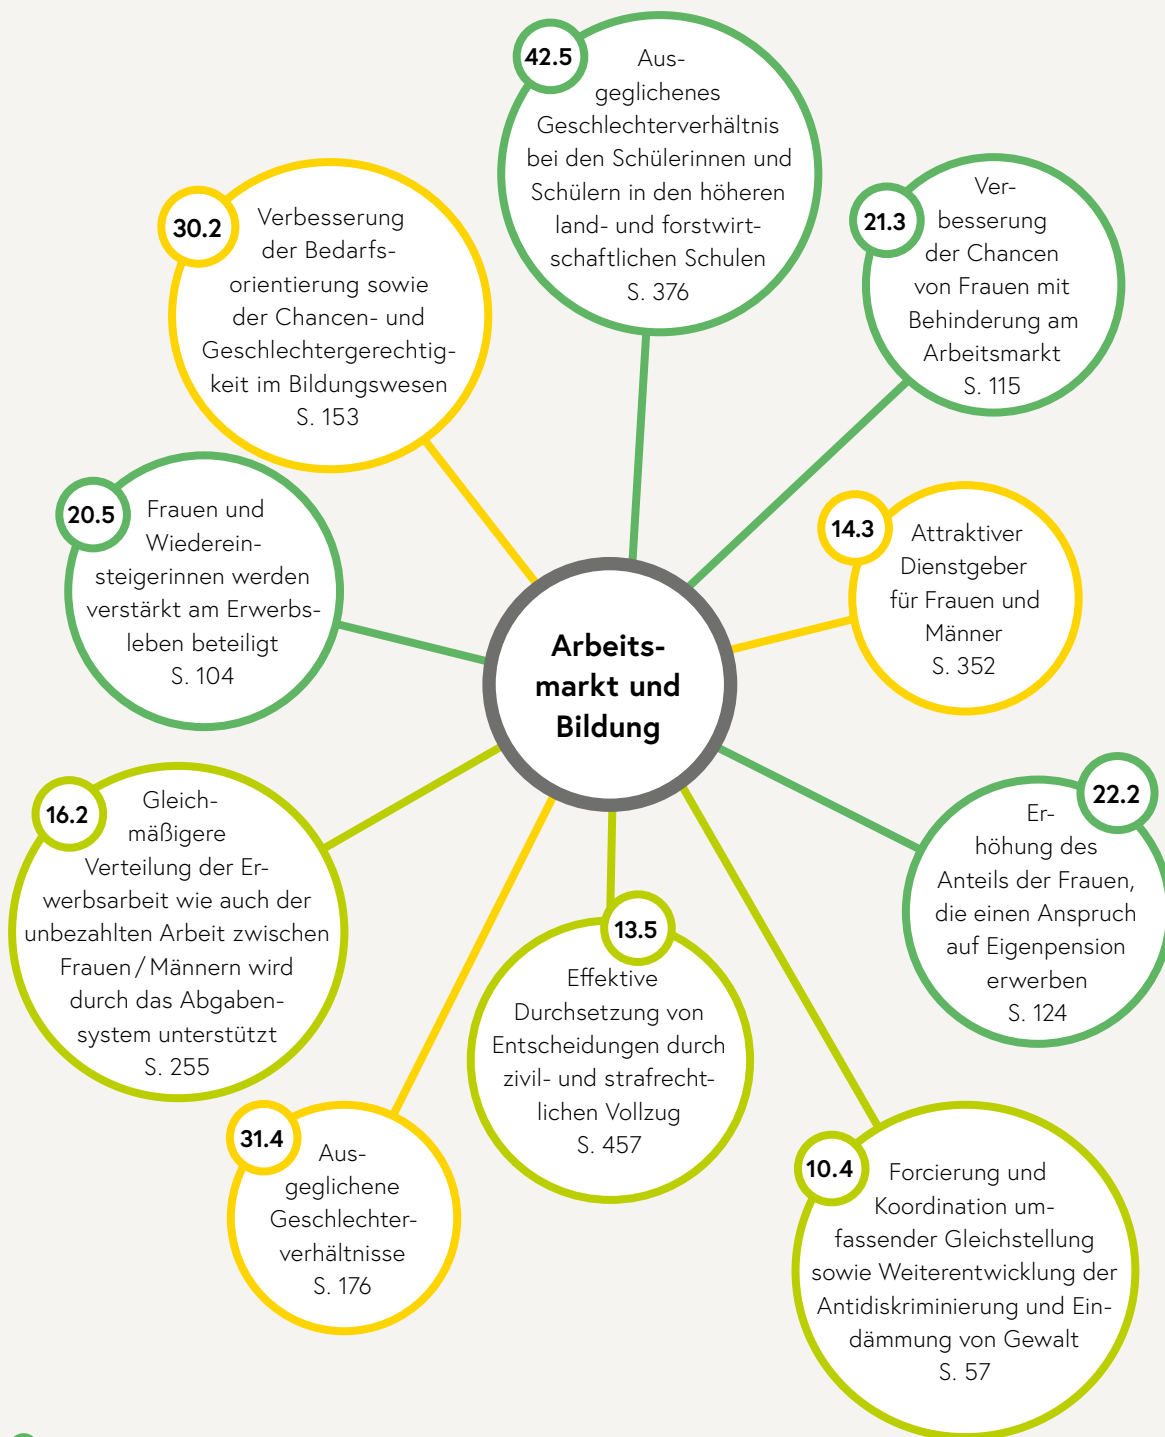 42.5
Aus-
geglichenes
Geschlechterverhältnis
bei den Schülerinnen und
Schülern in den höheren
land- und forstwirt-
schaftlichen Schulen
S. 376
30.2
Verbesserung
der Bedarfs-
orientierung sowie
der Chancen- und
Geschlechtergerechtig-
keit im Bildungswesen
S. 153
21.3
Ver-
besserung
der Chancen
von Frauen mit
Behinderung am
Arbeitsmarkt
S. 115
20.5
Frauen und
Wiederein-
steigerinnen werden
verstärkt am Erwerbs-
leben beteiligt
S. 104
14.3
Attraktiver
Dienstgeber
für Frauen und
Männer
S. 352
Arbeits-
markt und
Bildung
16.2
Gleich-
mäßigere
Verteilung der Er-
werbsarbeit wie auch der
unbezahlten Arbeit zwischen
Frauen / Männern wird
durch das Abgaben-
system unterstützt
S. 255
22.2
Er-
höhung des
Anteils der Frauen,
die einen Anspruch
auf Eigenpension
erwerben
S. 124
13.5
Effektive
Durchsetzung von
Entscheidungen durch
zivil- und strafrecht-
lichen Vollzug
S. 457
31.4
Aus-
geglichene
Geschlechter-
verhältnisse
S. 176
10.4
Forcierung und
Koordination um-
fassender Gleichstellung
sowie Weiterentwicklung der
Antidiskriminierung und Ein-
dämmung von Gewalt
S. 57